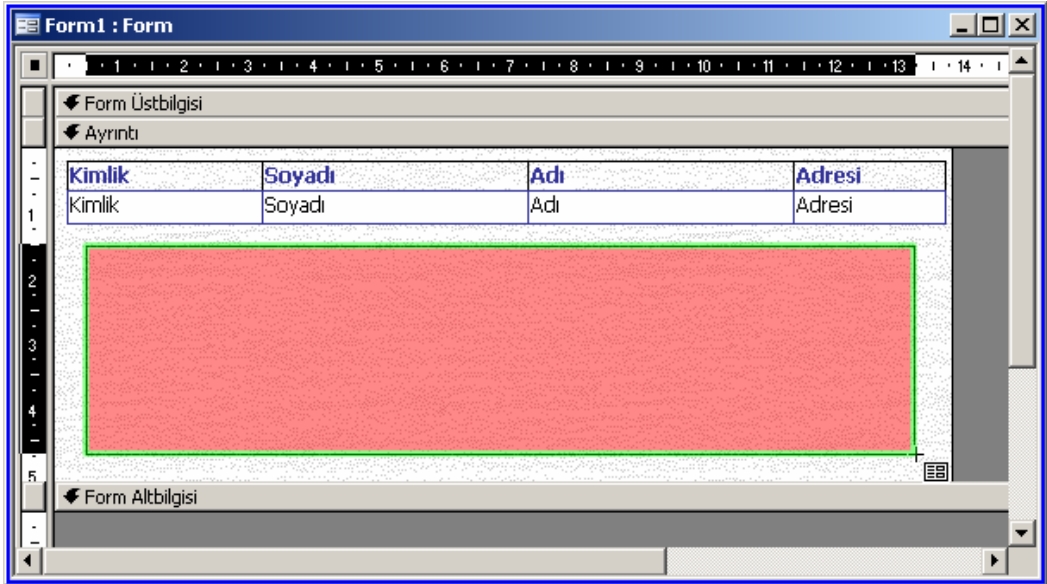 Form1 : Form
1 2 3 4 5 6 7 8 9 10 11 12 13 14
Form Üstbilgisi
Ayrıntı
Kimlik Soyadı Adı Adresi
Kimlik Soyadı Adı Adresi
1
2
3
4
5
Form Altbilgisi